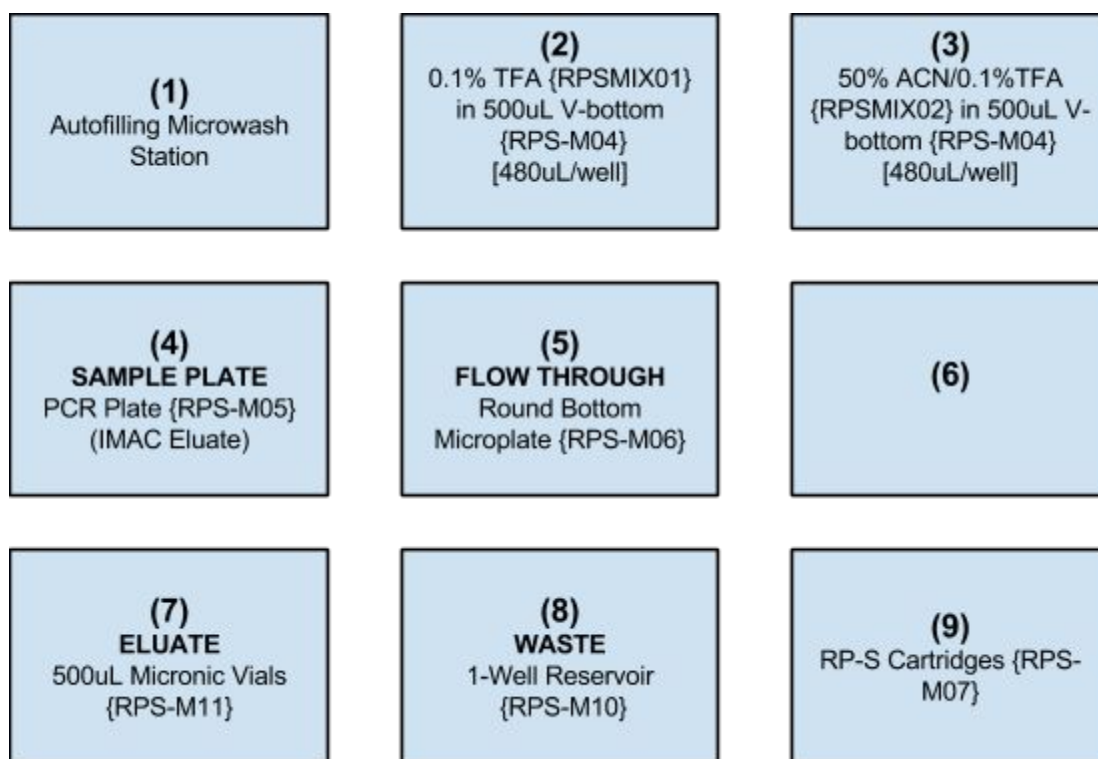 (1)
Autofilling Microwash
Station
(2)
0.1% TFA {RPSMIX01}
in 500uL V-bottom
{RPS-M04}
[480uL/well]
(3)
50% ACN/0.1%TFA
{RPSMIX02} in 500uL V-
bottom {RPS-M04}
[480uL/well]
(4)
SAMPLE PLATE
PCR Plate {RPS-M05}
(IMAC Eluate)
(5)
FLOW THROUGH
Round Bottom
Microplate {RPS-M06}
(6)
(7)
ELUATE
500uL Micronic Vials
{RPS-M11}
(8)
WASTE
1-Well Reservoir
{RPS-M10}
(9)
RP-S Cartridges {RPS-
M07}